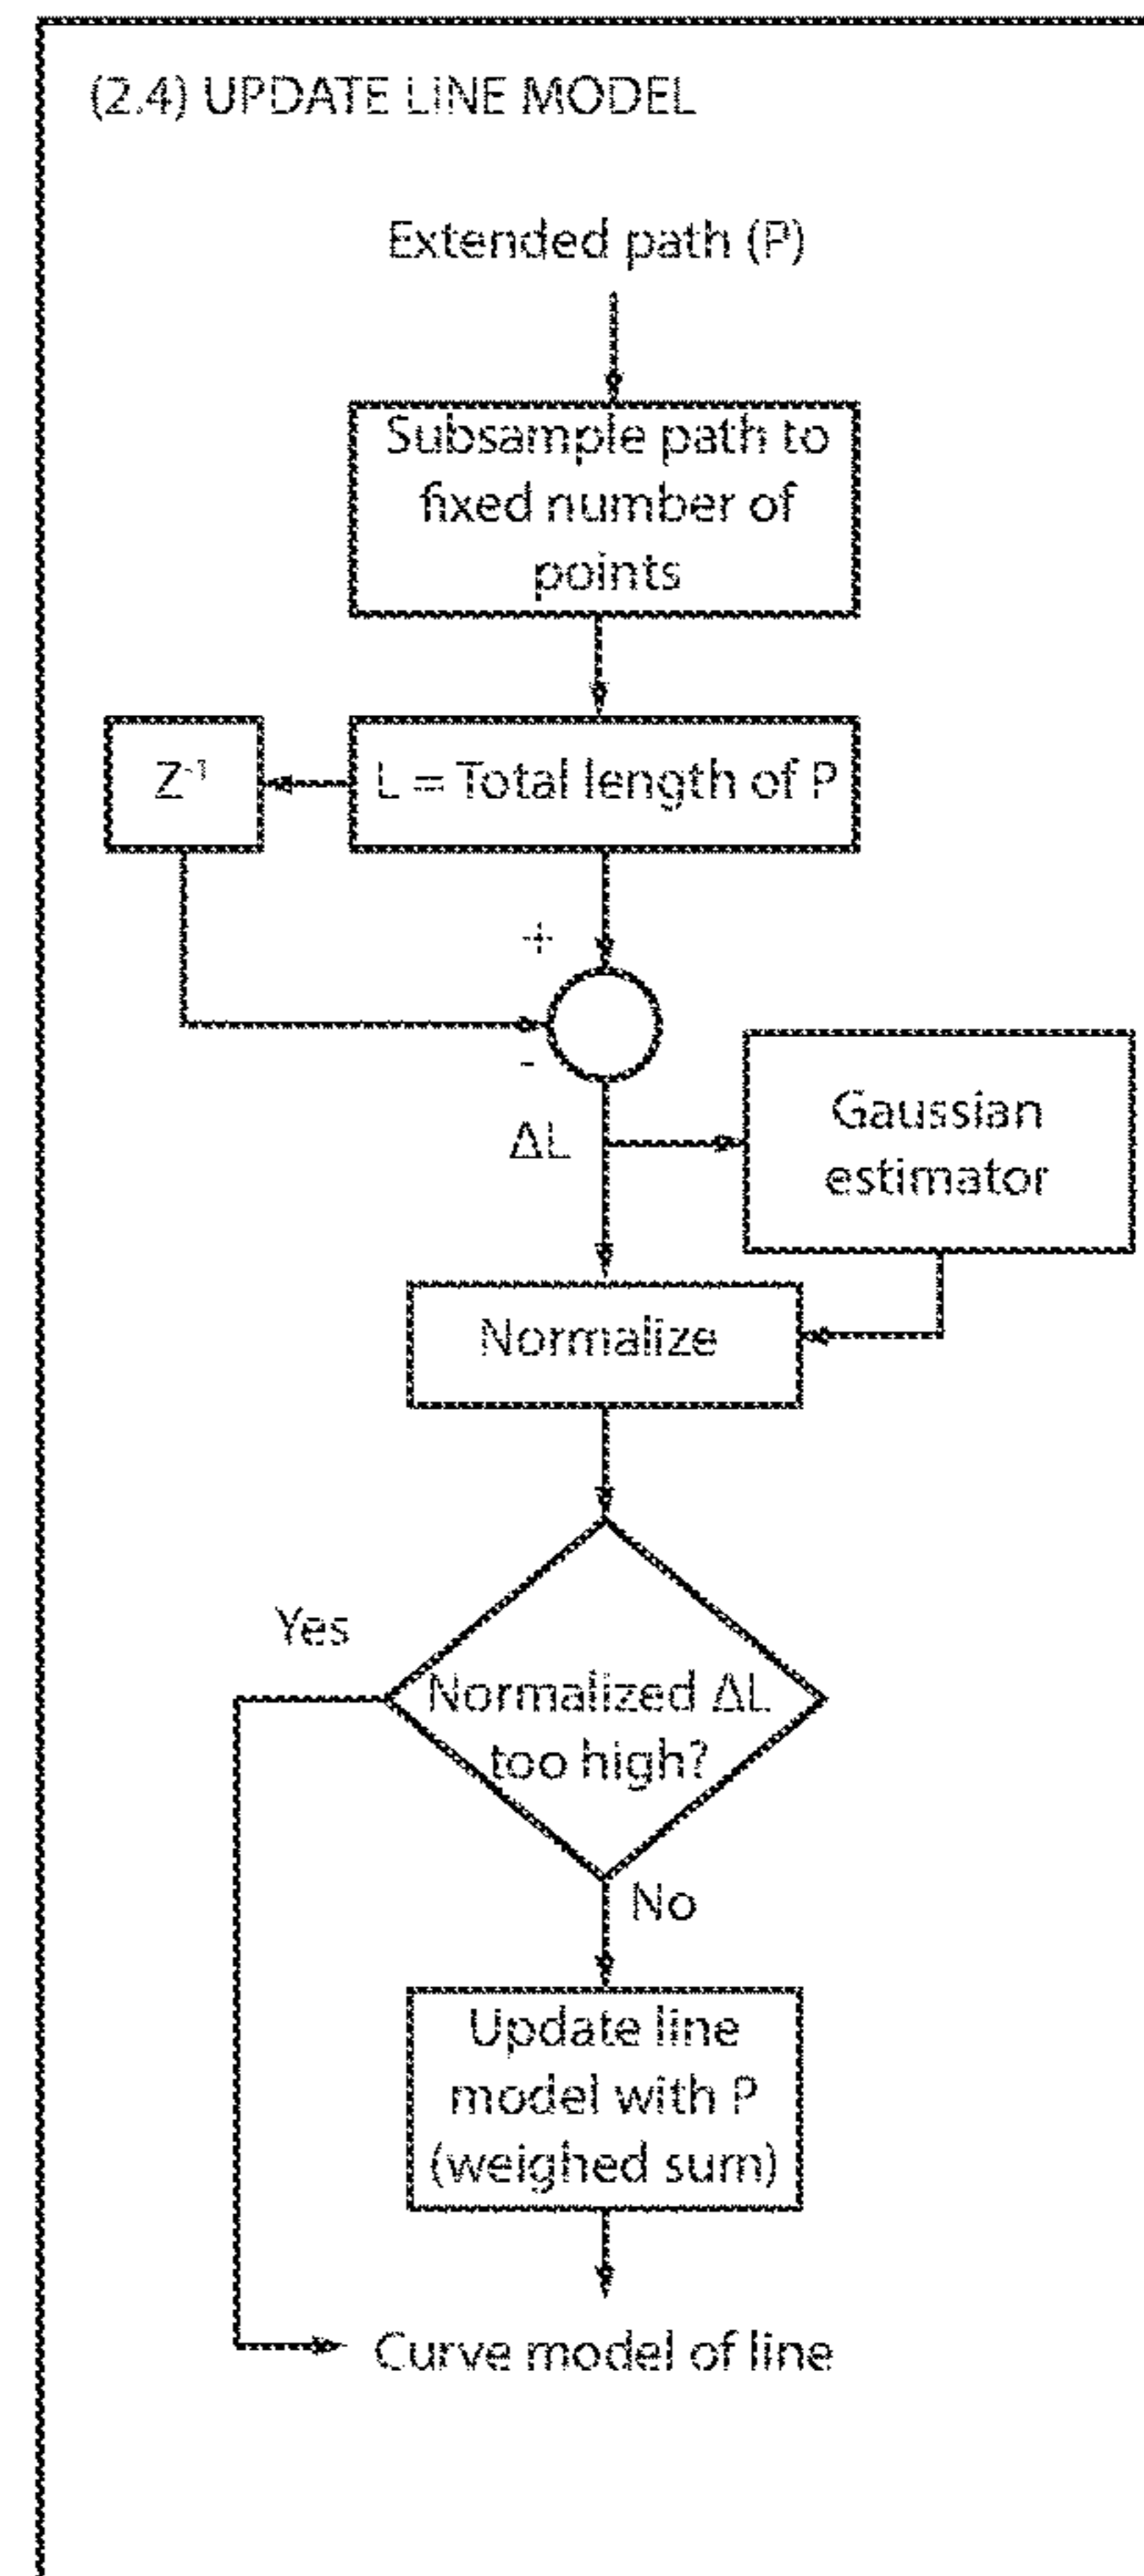 (2.4) UPDATE LINE MODEL
Extended path (P)
Subsample path to
fixed number of
points
Z⁻¹
L = Total length of P
+
-
ΔL
Gaussian
estimator
Normalize
Yes
Normalized ΔL
too high?
No
Update line
model with P
(weighed sum)
Curve model of line